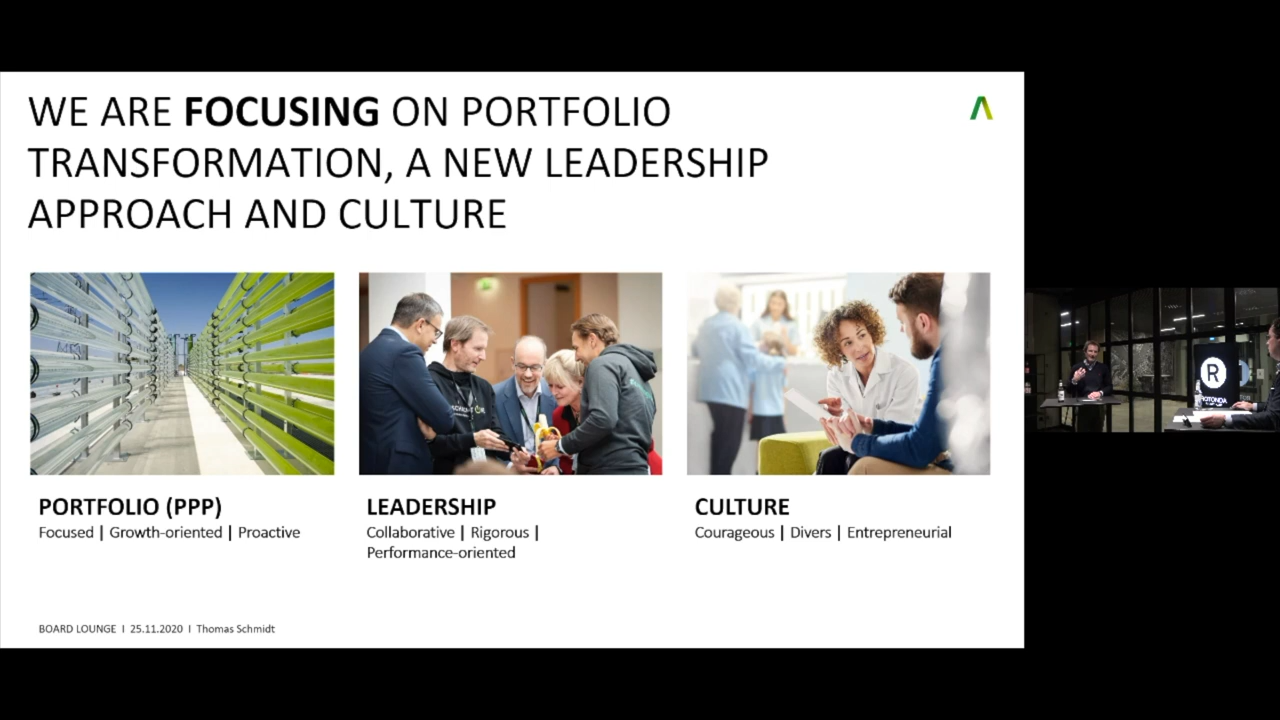 WE ARE FOCUSING ON PORTFOLIO
TRANSFORMATION, A NEW LEADERSHIP
APPROACH AND CULTURE
PORTFOLIO (PPP)
Focused | Growth-oriented | Proactive
LEADERSHIP
Collaborative | Rigorous |
Performance-oriented
CULTURE
Courageous | Divers | Entrepreneurial
BOARD LOUNGE I 25.11.2020 I Thomas Schmidt
R
ROTONDA